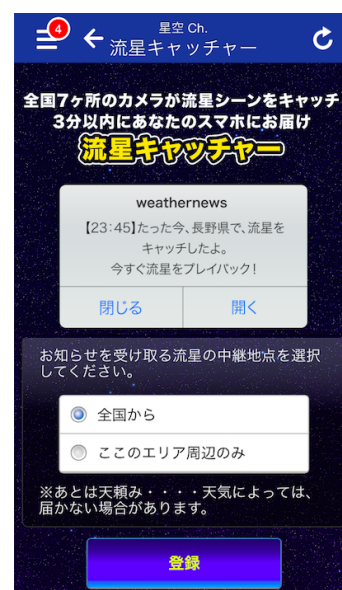 4
星空 Ch.
流星キャッチャー
全国7ヶ所のカメラが流星シーンをキャッチ
3分以内にあなたのスマホにお届け
流星キャッチャー
weathernews
【23:45】たった今、長野県で、流星を
キャッチしたよ。
今すぐ流星をプレイバック!
閉じる
開く
お知らせを受け取る流星の中継地点を選択
してください。
全国から
ここのエリア周辺のみ
※あとは天頼み・・・・天気によっては、
届かない場合があります。
登録